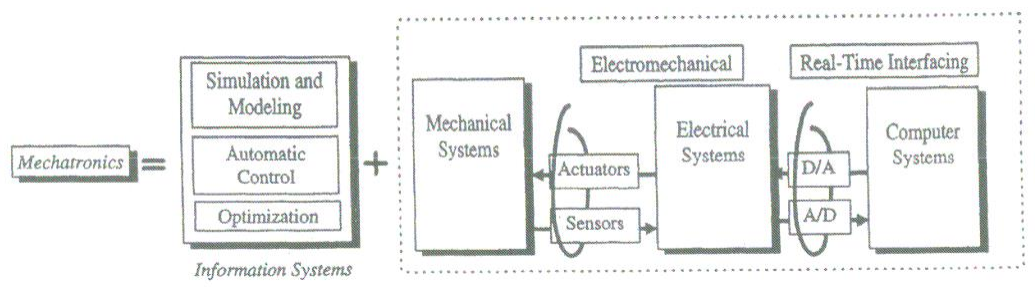 Mechatronics
=
Simulation and
Modeling
Automatic
Control
Optimization
Information Systems
+
Electromechanical
Real-Time Interfacing
Mechanical
Systems
Actuators
Sensors
Electrical
Systems
D/A
A/D
Computer
Systems